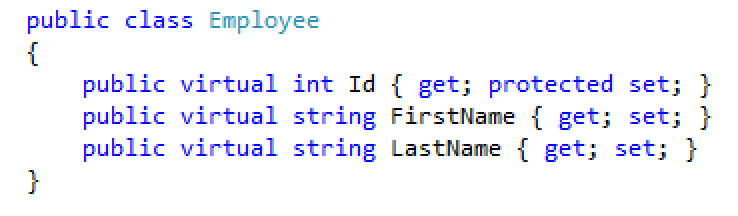 public class Employee
{
    public virtual int Id { get; protected set; }
    public virtual string FirstName { get; set; }
    public virtual string LastName { get; set; }
}